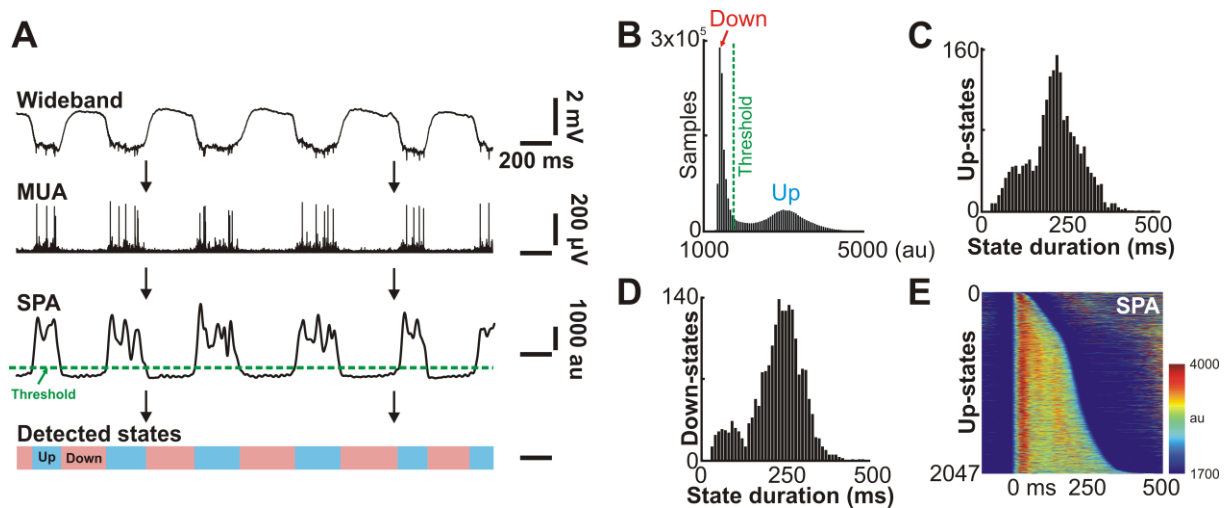 A
Wideband
2 mV
200 ms
MUA
200 µV
SPA
1000 au
Threshold
Detected states
Up
Down
B
Down
3x10⁵
Samples
Threshold
Up
0
1000
5000 (au)
C
160
Up-states
0
0
250
500
State duration (ms)
D
140
Down-states
0
0
250
500
State duration (ms)
E
0
SPA
Up-states
2047
0 ms
250
500
4000
au
1700